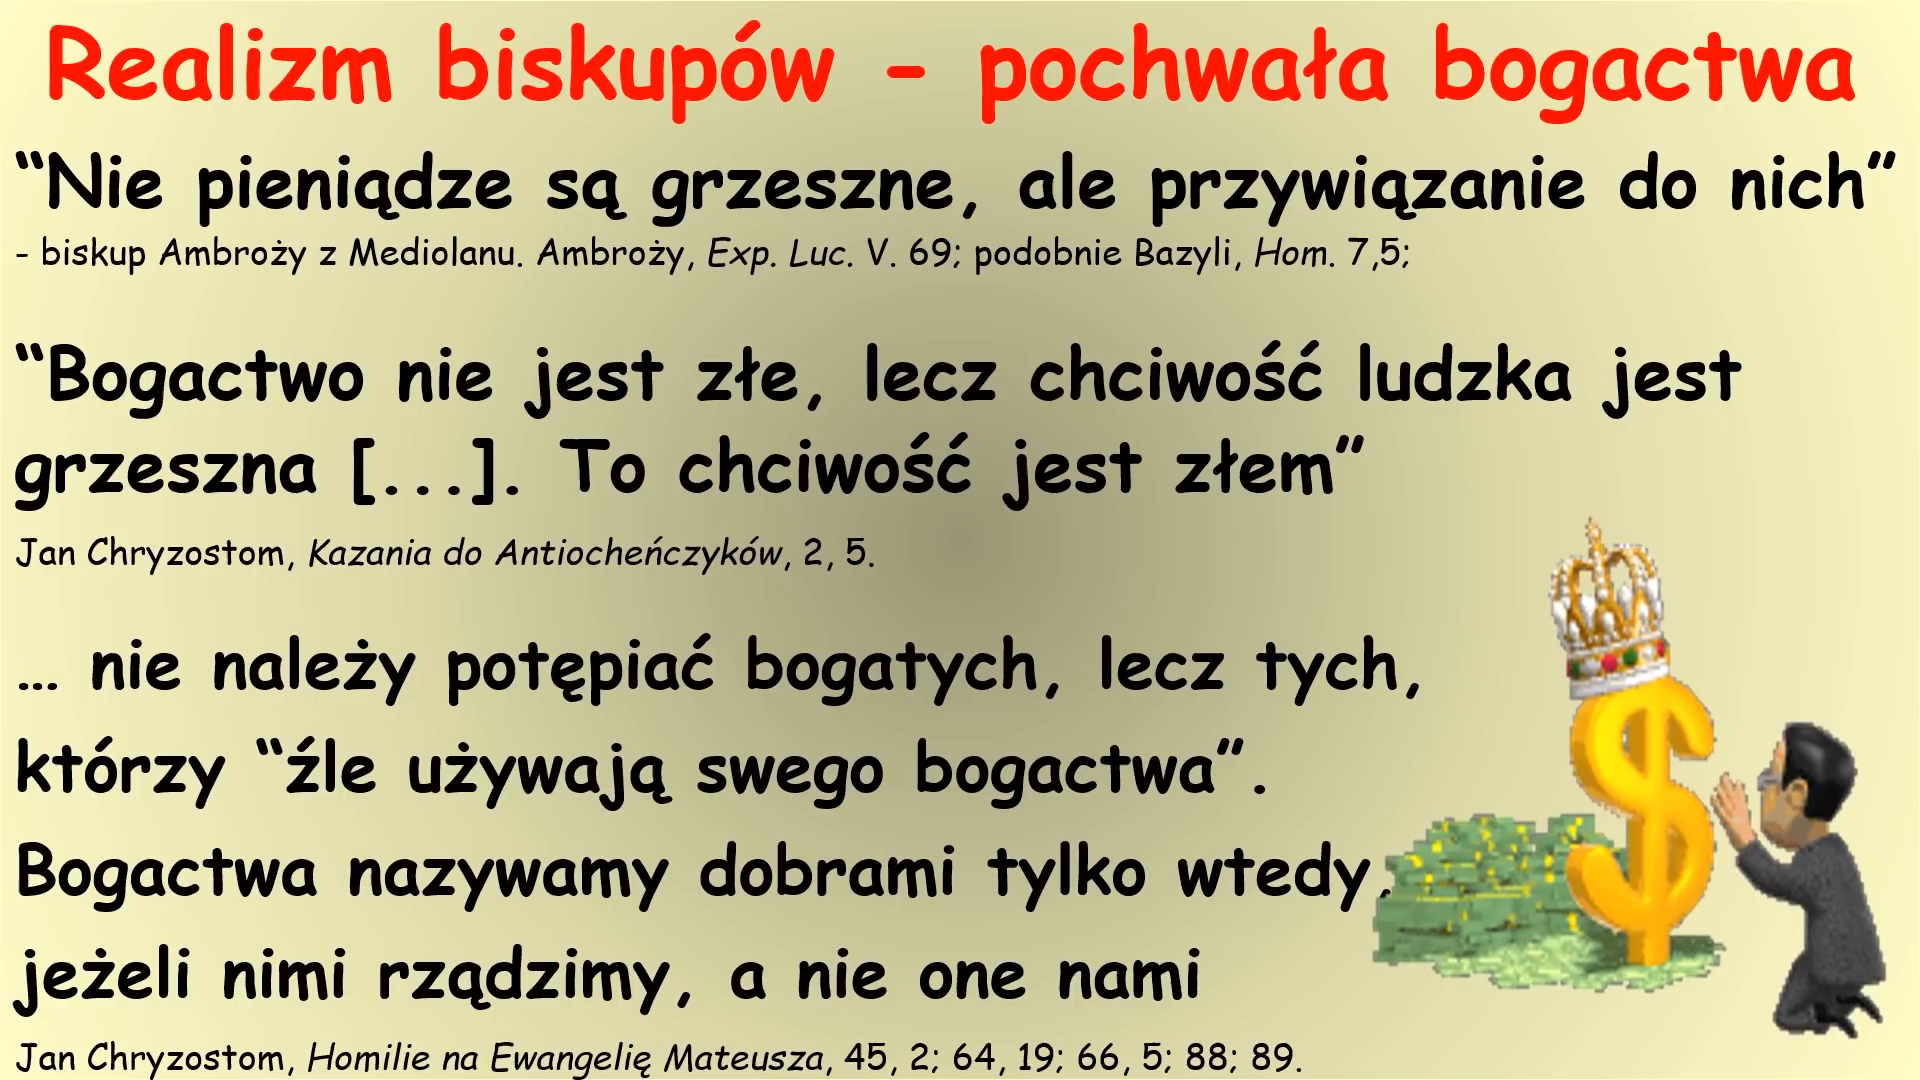 Realizm biskupów - pochwała bogactwa
“Nie pieniądze są grzeszne, ale przywiązanie do nich”
- biskup Ambroży z Mediolanu. Ambroży, Exp. Luc. V. 69; podobnie Bazyli, Hom. 7,5;
“Bogactwo nie jest złe, lecz chciwość ludzka jest
grzeszna [...]. To chciwość jest złem”
Jan Chryzostom, Kazania do Antiocheńczyków, 2, 5.
… nie należy potępiać bogatych, lecz tych,
którzy “źle używają swego bogactwa”.
Bogactwa nazywamy dobrami tylko wtedy,
jeżeli nimi rządzimy, a nie one nami
Jan Chryzostom, Homilie na Ewangelię Mateusza, 45, 2; 64, 19; 66, 5; 88; 89.